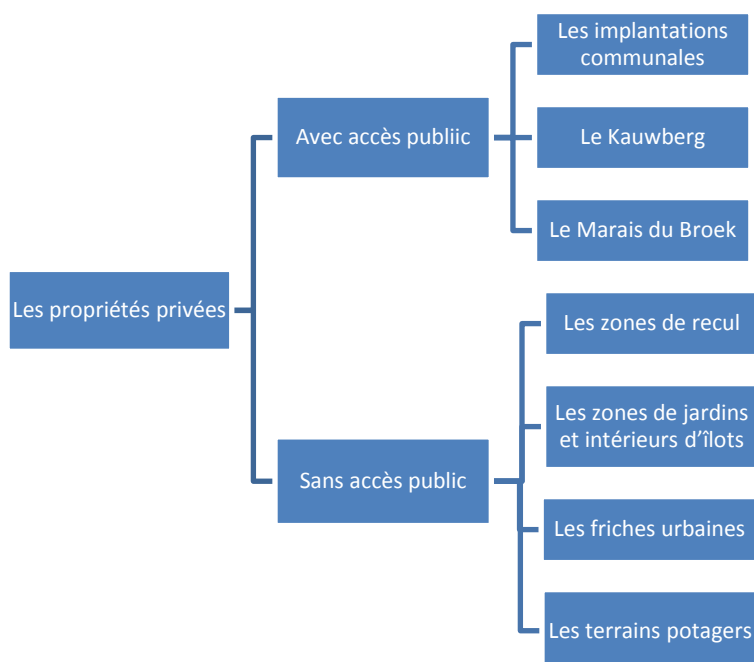 Les propriétés privées
Avec accès publiic
Les implantations
communales
Le Kauwberg
Le Marais du Broek
Sans accès public
Les zones de recul
Les zones de jardins
et intérieurs d’îlots
Les friches urbaines
Les terrains potagers